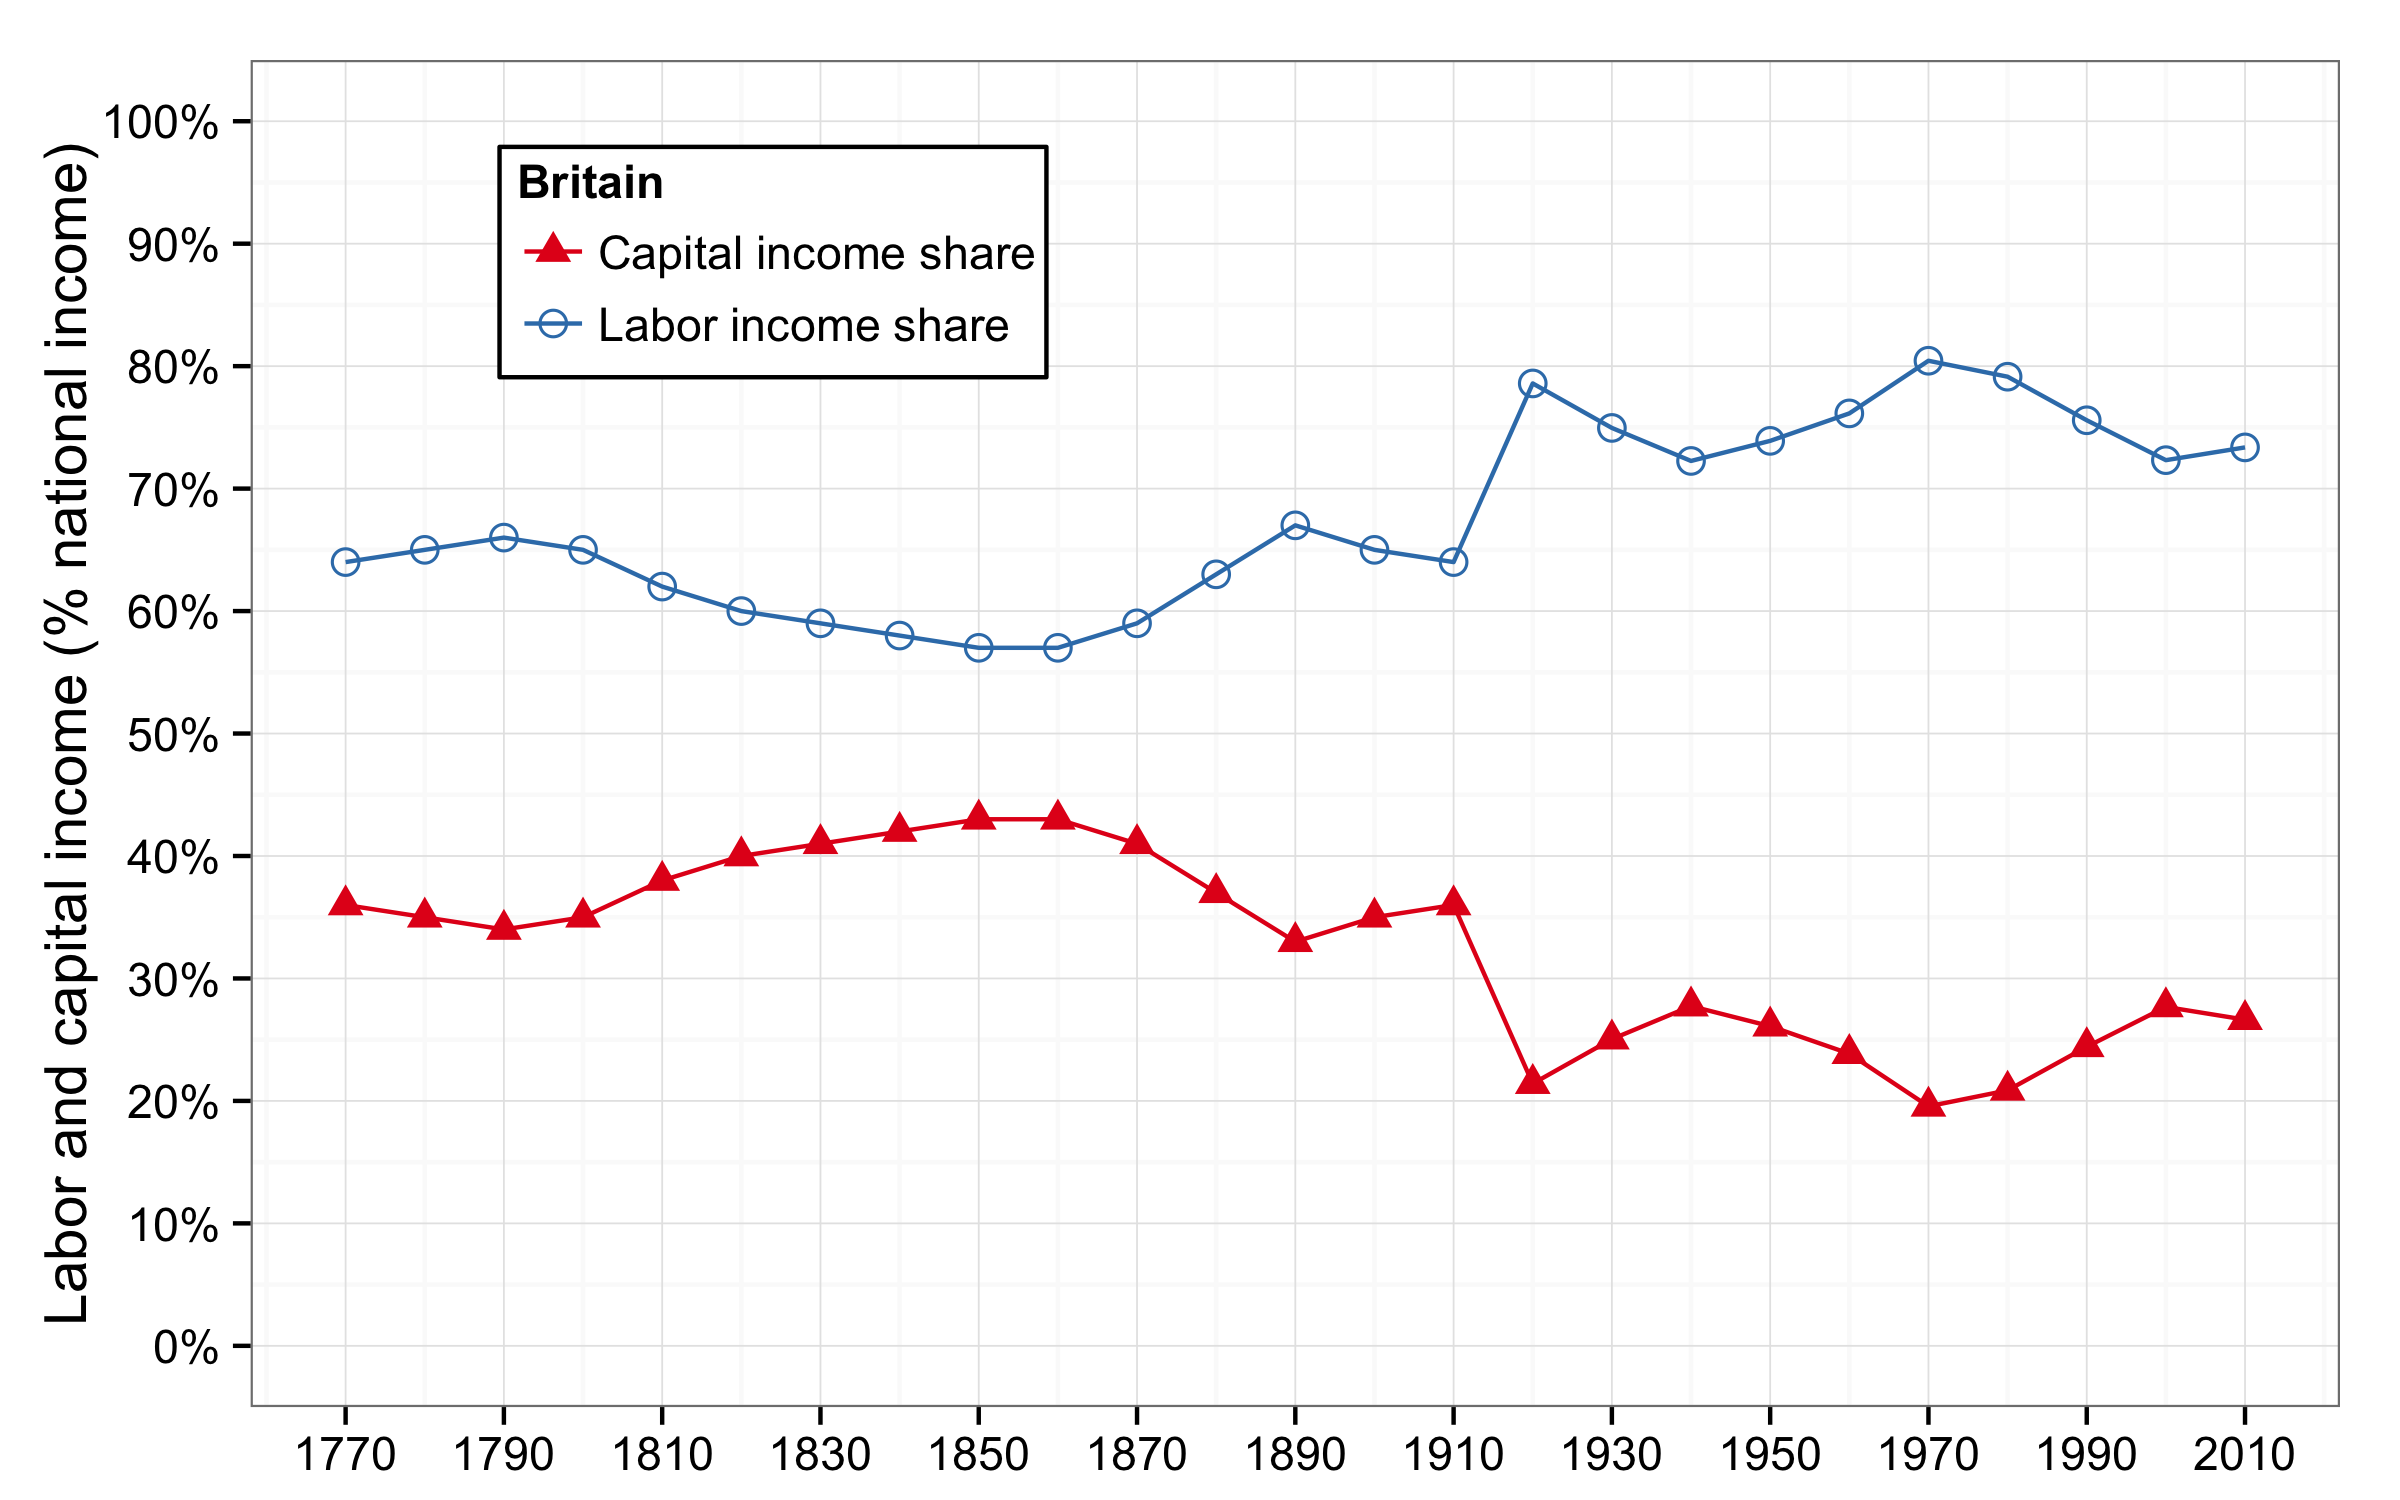 Labor and capital income (% national income)
100%
90%
80%
70%
60%
50%
40%
30%
20%
10%
0%
Britain
Capital income share
Labor income share
1770 1790 1810 1830 1850 1870 1890 1910 1930 1950 1970 1990 2010